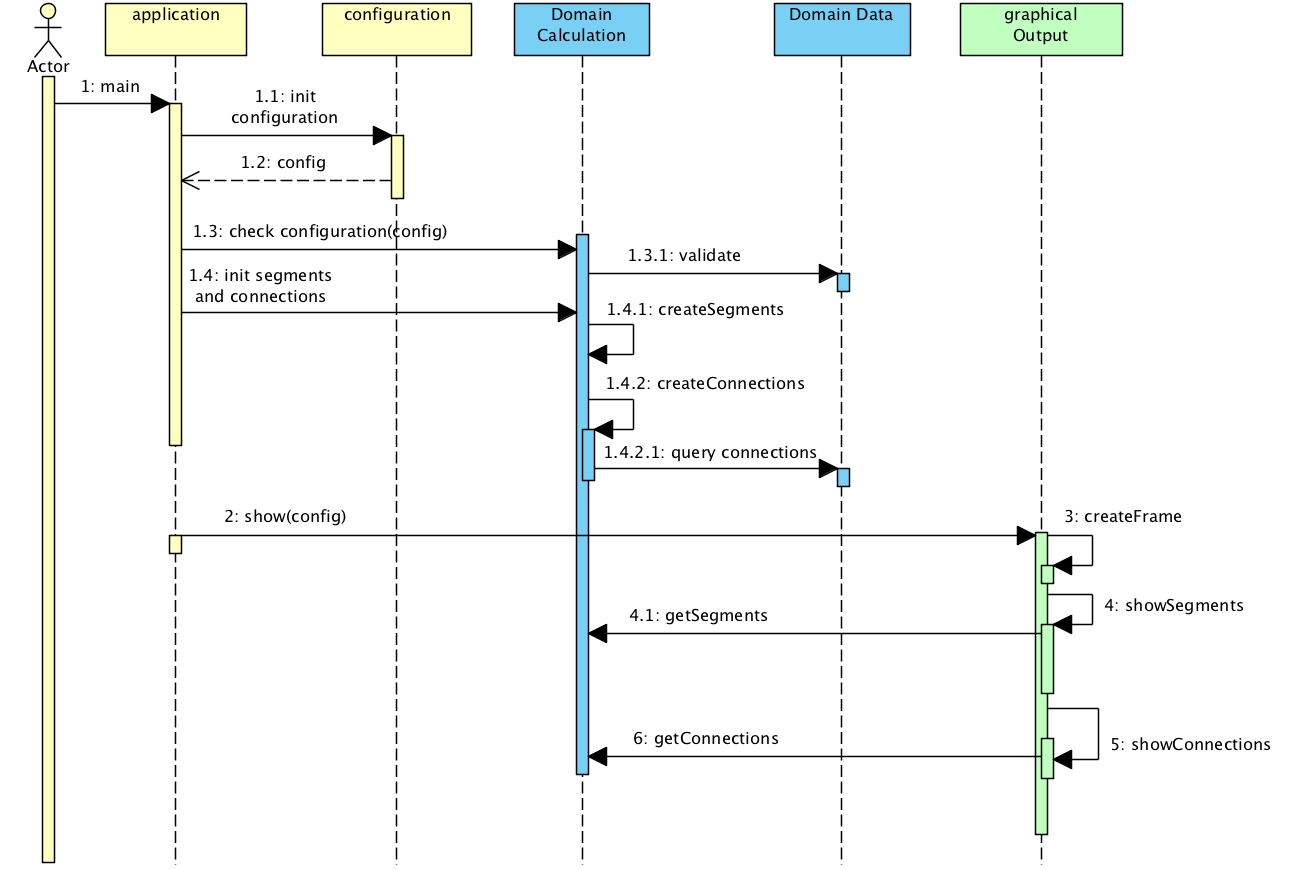 application
configuration
Domain
Calculation
Domain Data
graphical
Output
Actor
1: main
1.1: init
configuration
1.2: config
1.3: check configuration(config)
1.3.1: validate
1.4: init segments
and connections
1.4.1: createSegments
1.4.2: createConnections
1.4.2.1: query connections
2: show(config)
3: createFrame
4: showSegments
4.1: getSegments
6: getConnections
5: showConnections